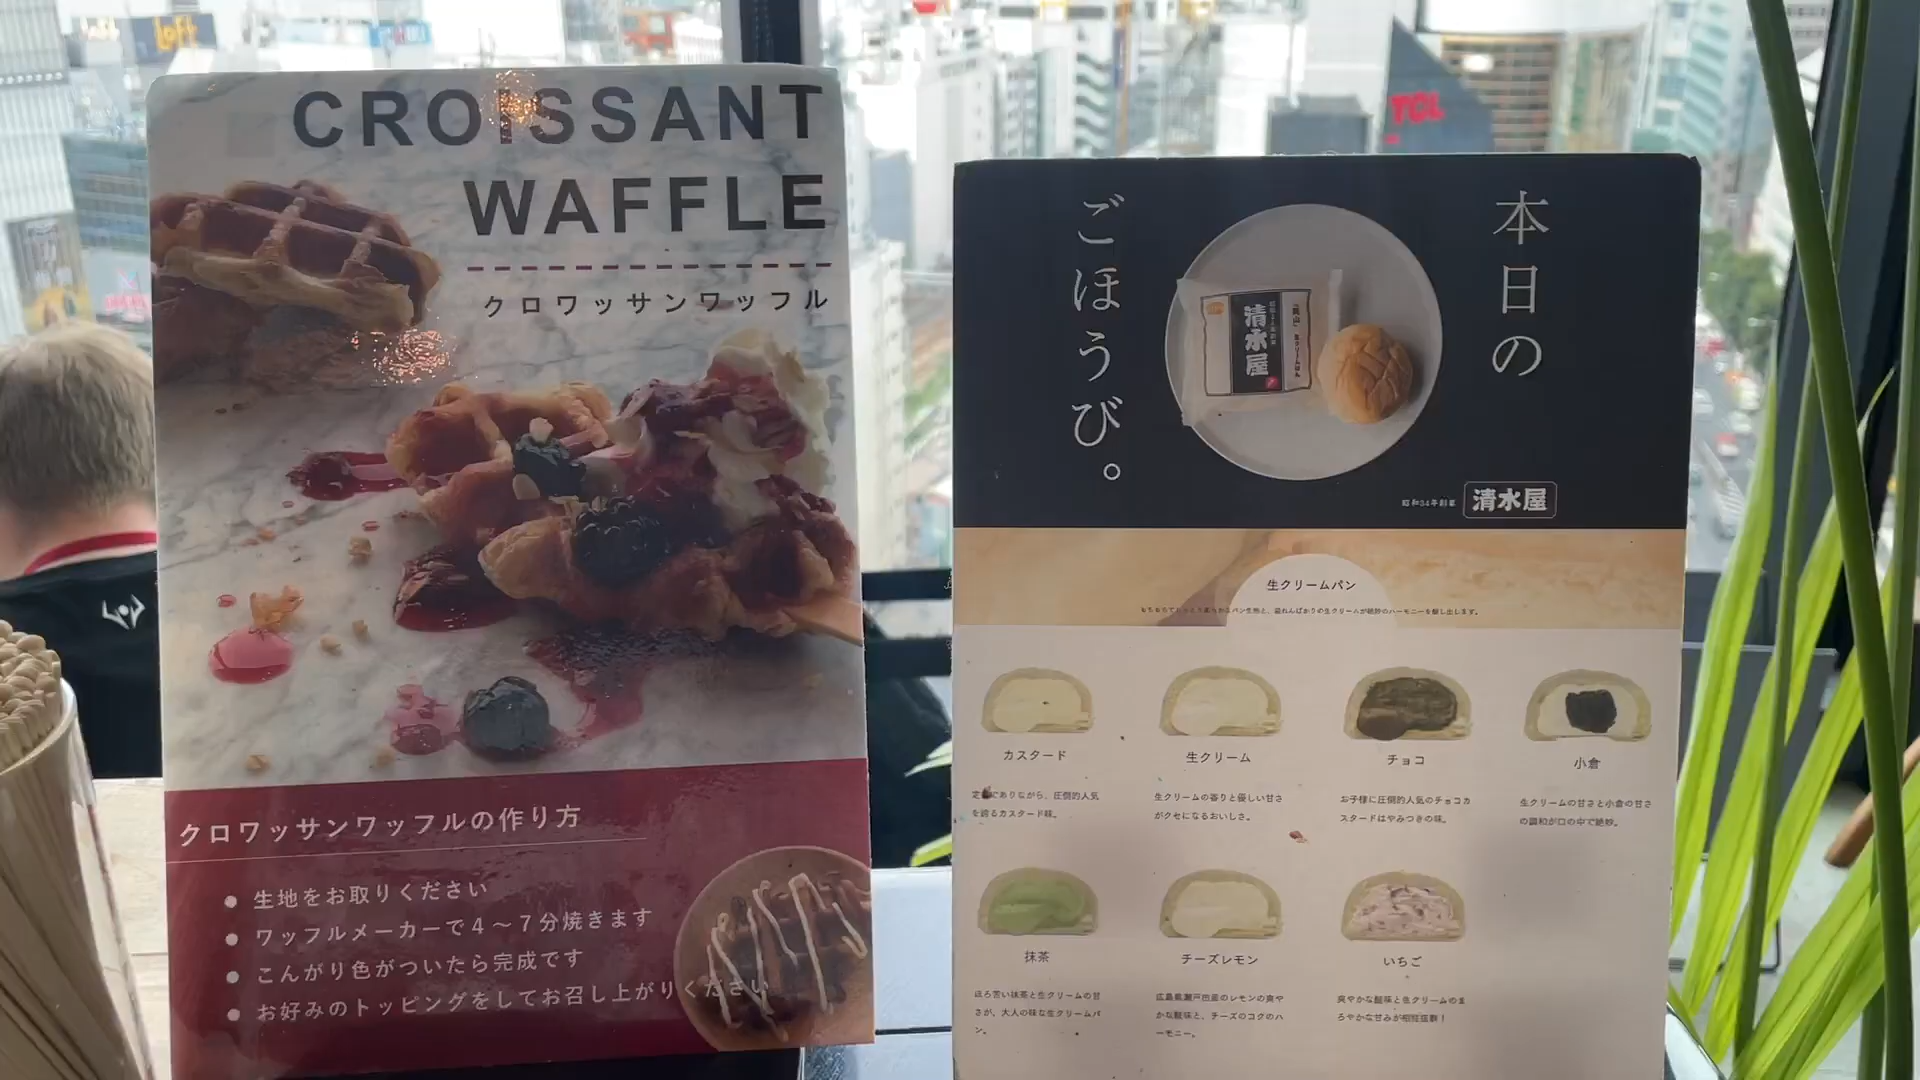 Loft
TCL
CROISSANT
WAFFLE
クロワッサンワッフル
クロワッサンワッフルの作り方
生地をお取りください
ワッフルメーカーで4～7分焼きます
こんがり色がついたら完成です
お好みのトッピングをしてお召し上がりください
本日の
ごほうび。
清水屋
昭和34年創業 清水屋
生クリームパン
カスタード
定番でありながら、圧倒的人気
を誇るカスタード味。
生クリーム
生クリームの香りと優しい甘さ
がクセになるおいしさ。
チョコ
お子様に圧倒的人気のチョコカ
スタードはやみつきの味。
小倉
生クリームの甘さと小倉の甘さ
の調和が口の中で絶妙。
抹茶
ほろ苦い抹茶と生クリームの甘
さが、大人の味な生クリームパ
ン。
チーズレモン
広島県瀬戸田産のレモンの爽や
かな酸味と、チーズのコクのハ
ーモニー。
いちご
爽やかな酸味と生クリームのま
ろやかな甘みが相性抜群！